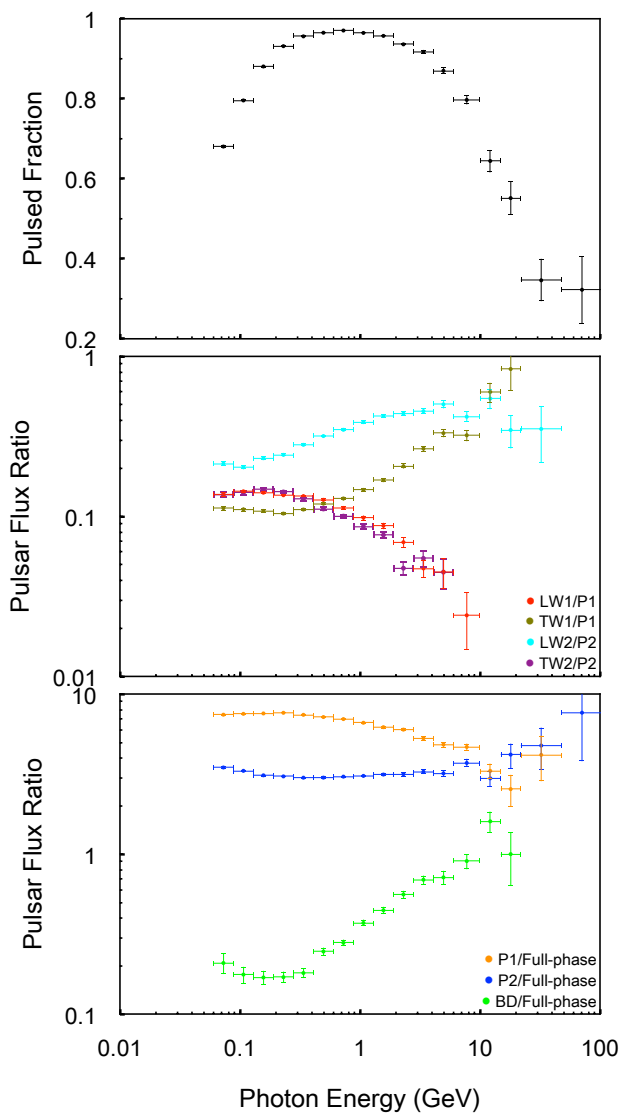 1
0.8
0.6
0.4
0.2
Pulsed Fraction
1
0.1
0.01
Pulsar Flux Ratio
LW1/P1
TW1/P1
LW2/P2
TW2/P2
10
1
0.1
Pulsar Flux Ratio
P1/Full-phase
P2/Full-phase
BD/Full-phase
0.01 0.1 1 10 100
Photon Energy (GeV)